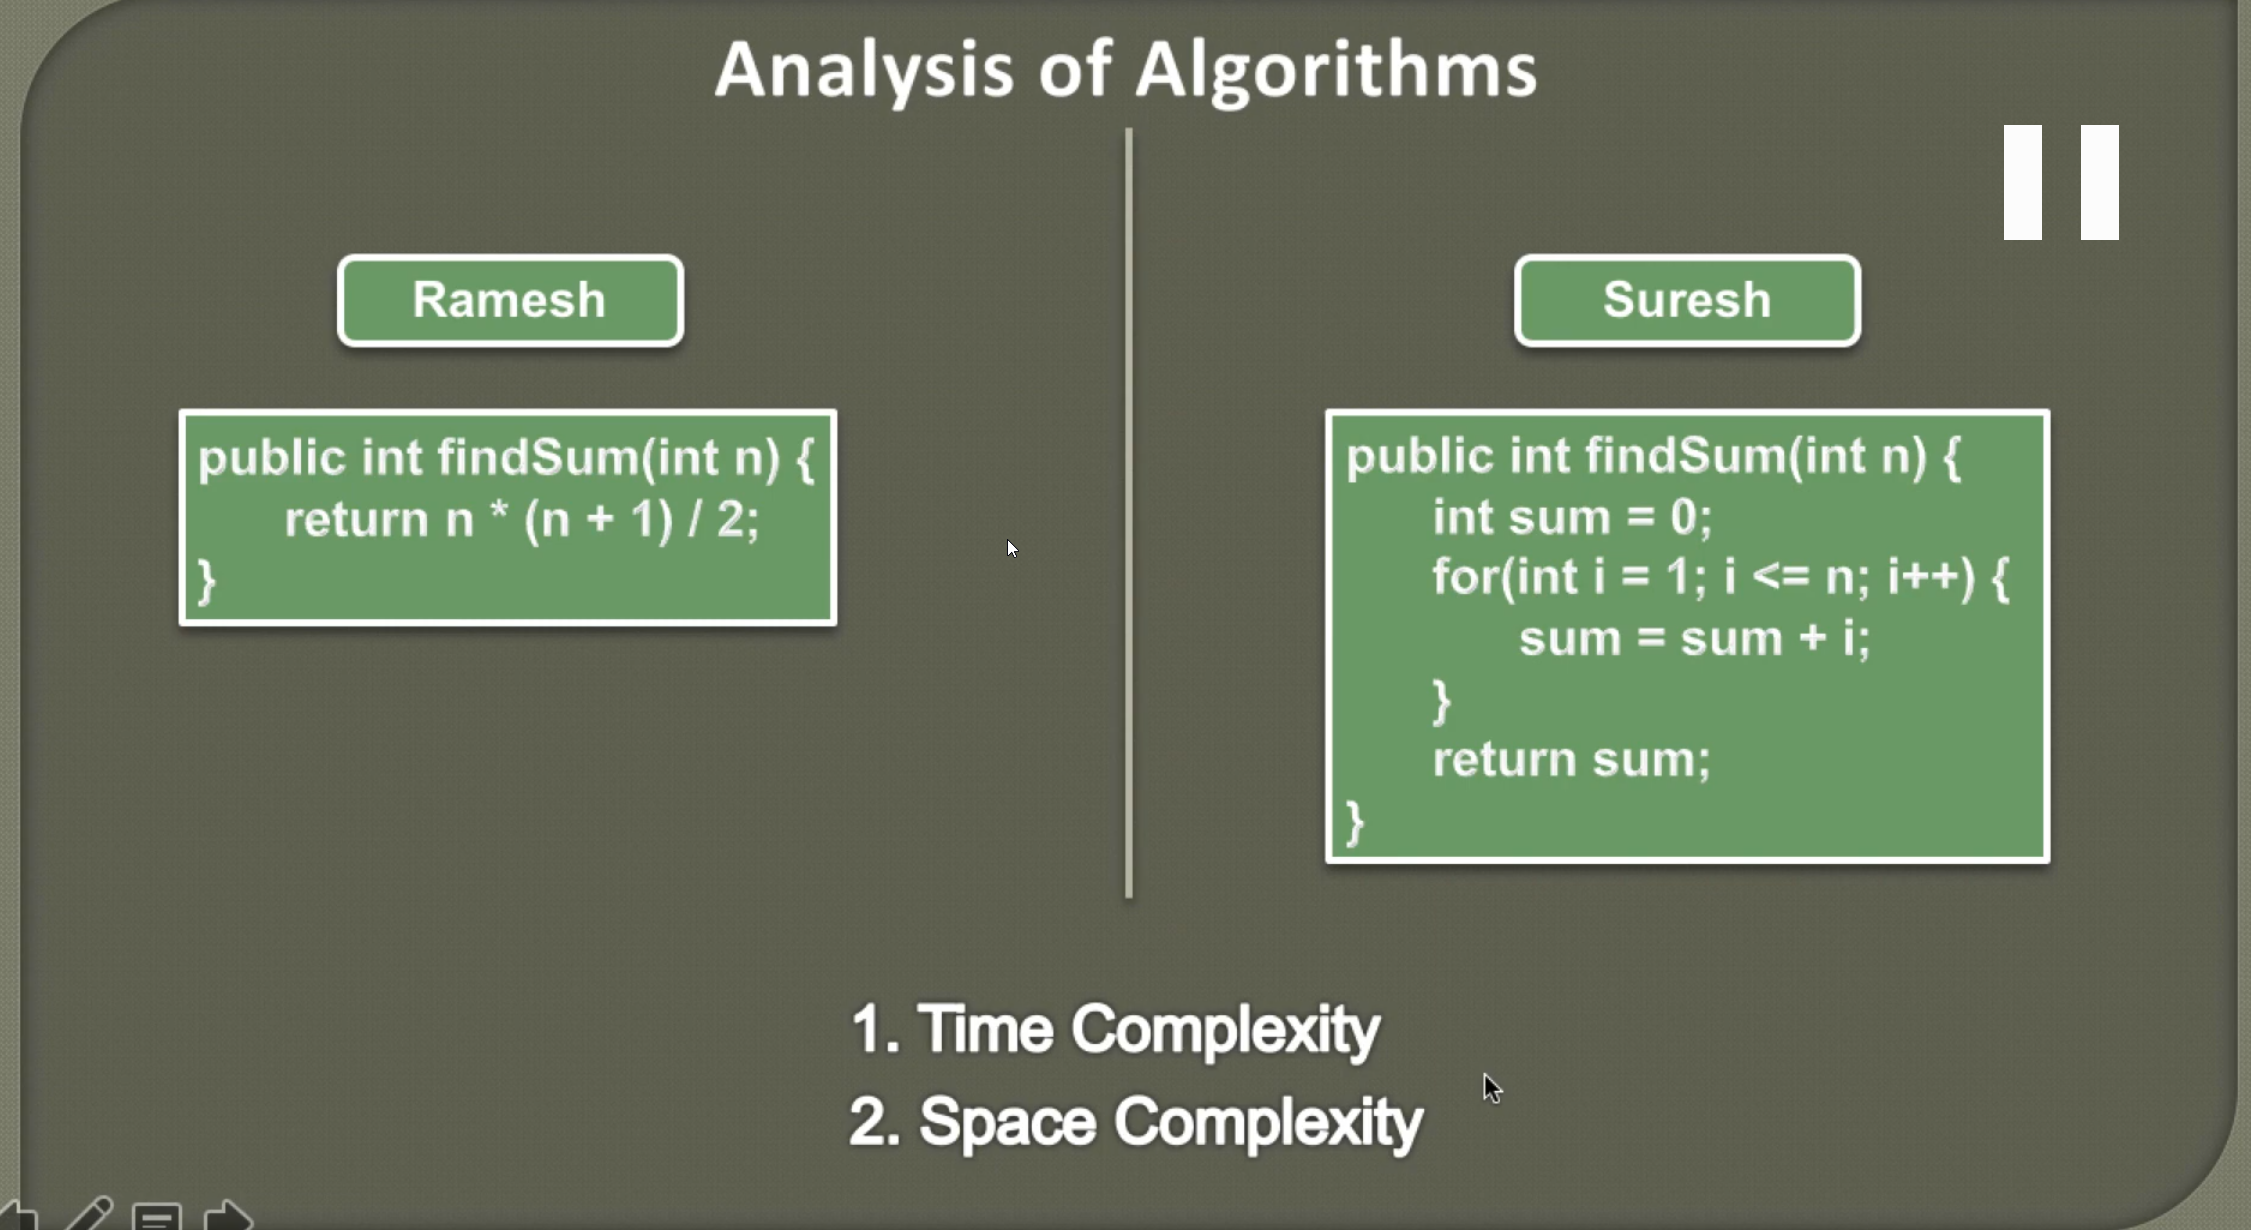 Analysis of Algorithms
Ramesh
public int findSum(int n) {
return n * (n + 1) / 2;
}
Suresh
public int findSum(int n) {
int sum = 0;
for(int i = 1; i <= n; i++) {
sum = sum + i;
}
return sum;
}
1. Time Complexity
2. Space Complexity